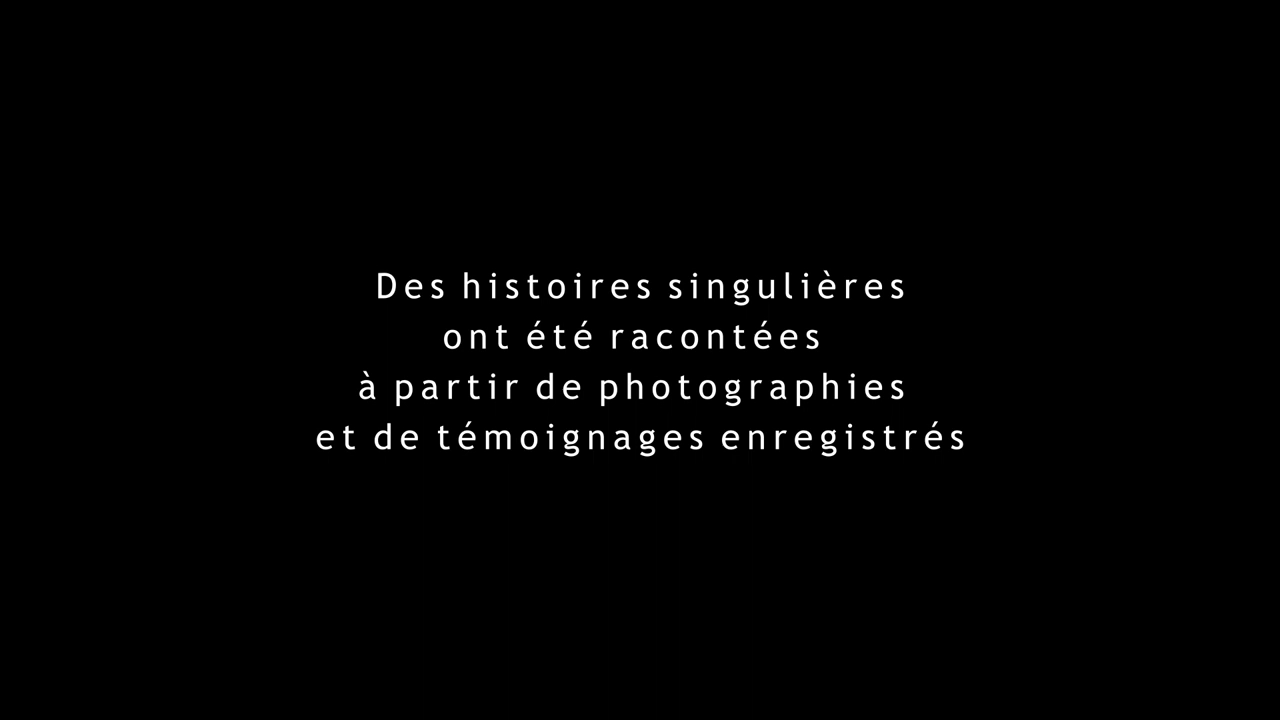 Des histoires singulières
ont été racontées
à partir de photographies
et de témoignages enregistrés